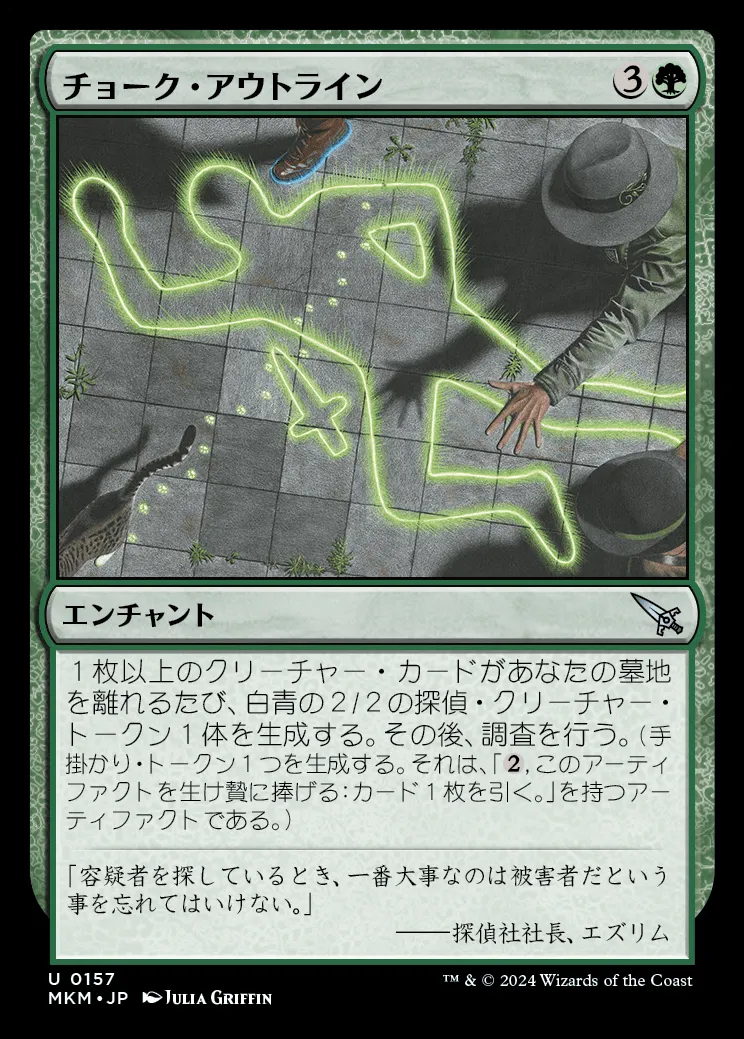 チョーク・アウトライン 3
エンチャント
1枚以上のクリーチャー・カードがあなたの墓地
を離れるたび、白青の2/2の探偵・クリーチャー・
トークン1体を生成する。その後、調査を行う。(手
掛かり・トークン1つを生成する。それは、「2,このアーティ
ファクトを生け贄に捧げる:カード1枚を引く。」を持つアー
ティファクトである。)
「容疑者を探しているとき、一番大事なのは被害者だという
事を忘れてはいけない。」
——探偵社社長、エズリム
U 0157
MKM・JP JULIA GRIFFIN
™ & © 2024 Wizards of the Coast